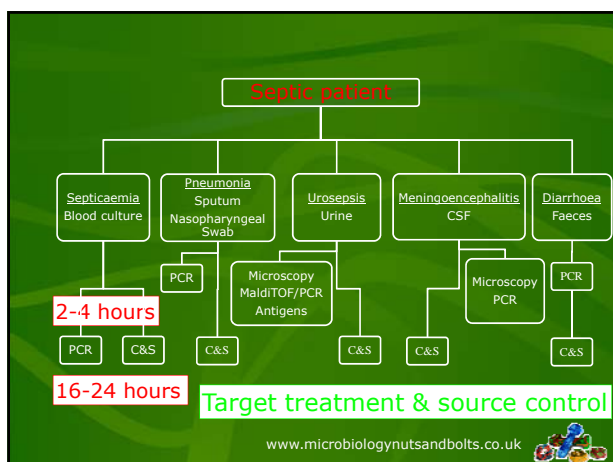 Septic patient
Septicaemia
Blood culture
Pneumonia
Sputum
Nasopharyngeal
Swab
Urosepsis
Urine
Meningoencephalitis
CSF
Diarrhoea
Faeces
PCR
Microscopy
MaldiTOF/PCR
Antigens
Microscopy
PCR
PCR
2-4 hours
PCR
C&S
C&S
C&S
C&S
C&S
16-24 hours
Target treatment & source control
www.microbiologynutsandbolts.co.uk